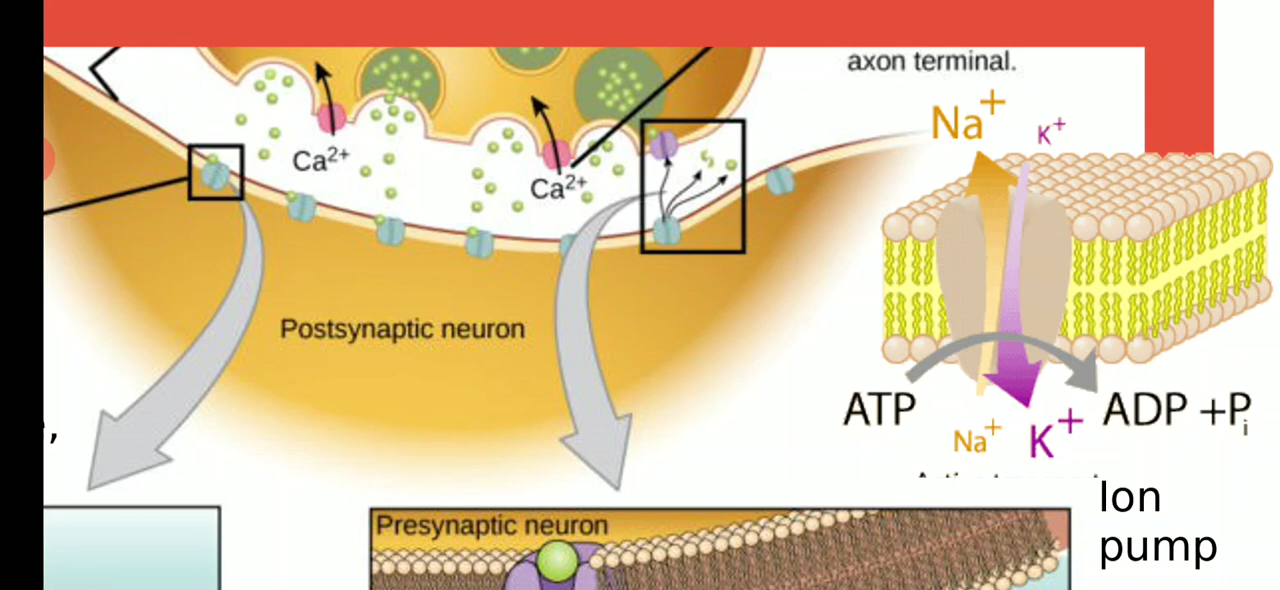 axon terminal.
Na+
K+
Ca2+
Ca2+
Postsynaptic neuron
ATP
ADP +Pi
Na+
K+
,
Ion
pump
Presynaptic neuron